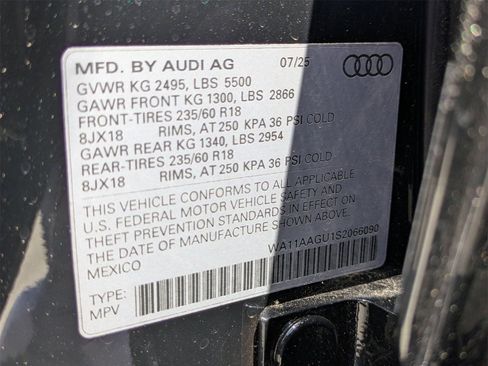 MFD. BY AUDI AG 07/25
GVWR KG 2495, LBS 5500
GAWR FRONT KG 1300, LBS 2866
FRONT-TIRES 235/60 R18
8JX18 RIMS, AT 250 KPA 36 PSI COLD
GAWR REAR KG 1340, LBS 2954
REAR-TIRES 235/60 R18
8JX18 RIMS, AT 250 KPA 36 PSI COLD
THIS VEHICLE CONFORMS TO ALL APPLICABLE
U.S. FEDERAL MOTOR VEHICLE SAFETY AND
THEFT PREVENTION STANDARDS IN EFFECT ON
THE DATE OF MANUFACTURE SHOWN ABOVE.
MEXICO WA11AAGU1S2066090
TYPE:
MPV